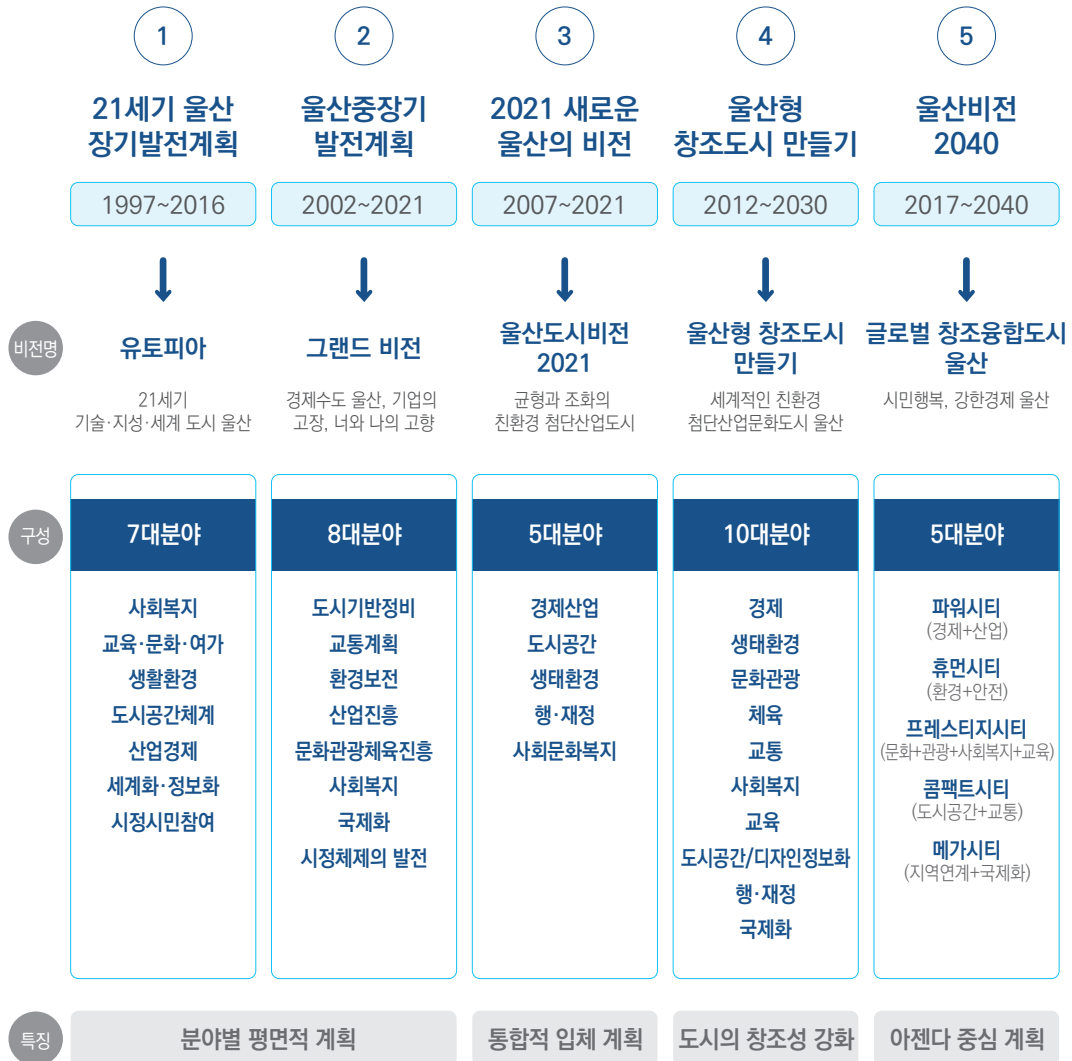 1
2
3
4
5
21세기 울산
장기발전계획
울산중장기
발전계획
2021 새로운
울산의 비전
울산형
창조도시 만들기
울산비전
2040
1997~2016
2002~2021
2007~2021
2012~2030
2017~2040
비전명
유토피아
그랜드 비전
울산도시비전
2021
울산형 창조도시
만들기
글로벌 창조융합도시
울산
21세기
기술·지성·세계 도시 울산
경제수도 울산, 기업의
고장, 너와 나의 고향
균형과 조화의
친환경 첨단산업도시
세계적인 친환경
첨단산업문화도시 울산
시민행복, 강한경제 울산
구성
7대분야
사회복지
교육·문화·여가
생활환경
도시공간체계
산업경제
세계화·정보화
시정시민참여
8대분야
도시기반정비
교통계획
환경보전
산업진흥
문화관광체육진흥
사회복지
국제화
시정체제의 발전
5대분야
경제산업
도시공간
생태환경
행·재정
사회문화복지
10대분야
경제
생태환경
문화관광
체육
교통
사회복지
교육
도시공간/디자인정보화
행·재정
국제화
5대분야
파워시티
(경제+산업)
휴먼시티
(환경+안전)
프레스티지시티
(문화+관광+사회복지+교육)
콤팩트시티
(도시공간+교통)
메가시티
(지역연계+국제화)
특징
분야별 평면적 계획
통합적 입체 계획
도시의 창조성 강화
아젠다 중심 계획